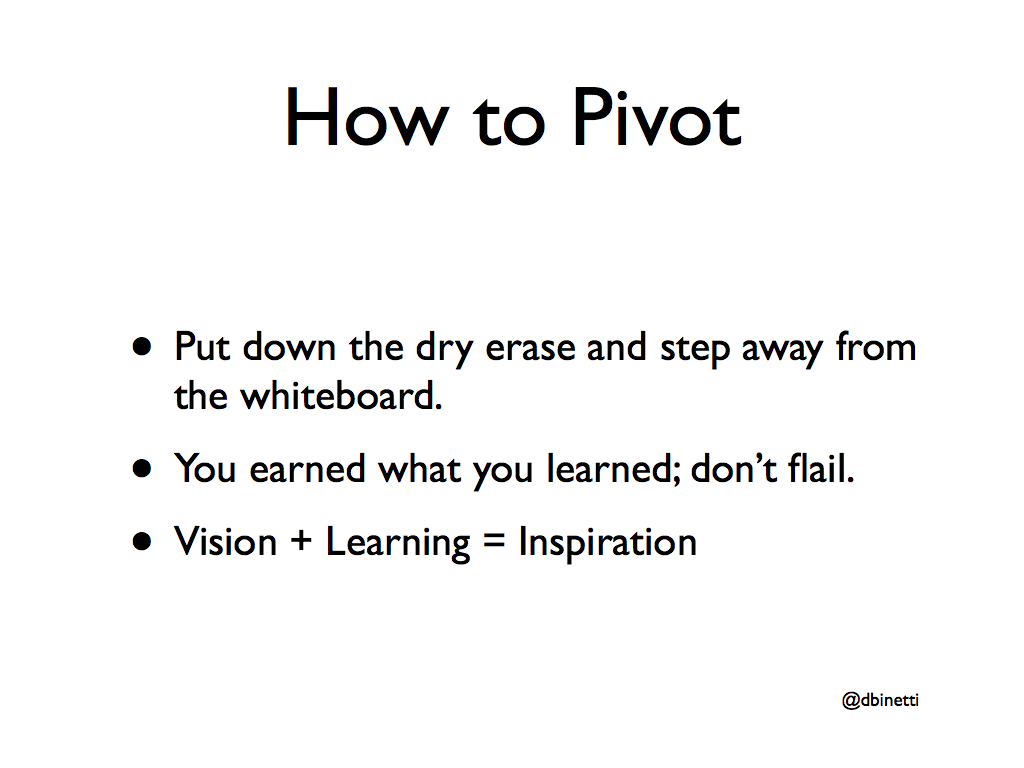 How to Pivot
• Put down the dry erase and step away from
the whiteboard.
• You earned what you learned; don’t flail.
• Vision + Learning = Inspiration
@dbinetti